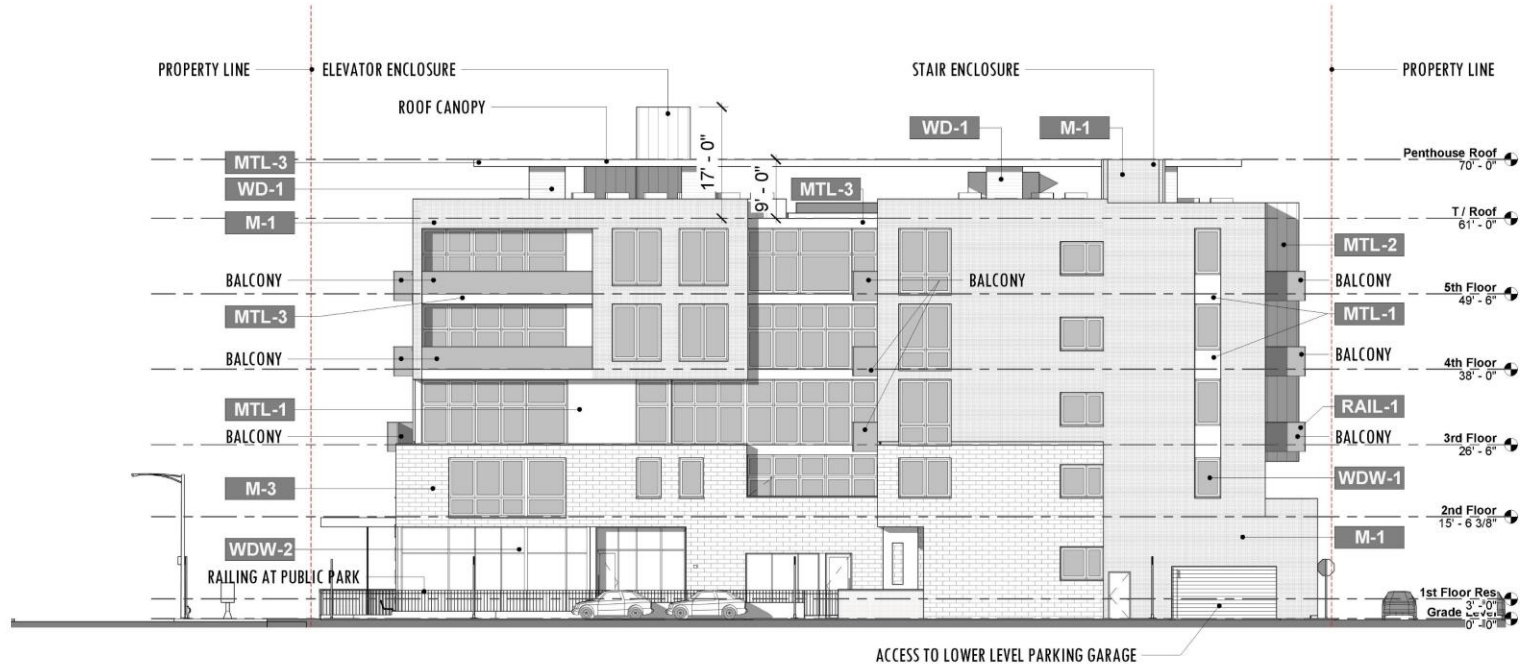 PROPERTY LINE
ELEVATOR ENCLOSURE
STAIR ENCLOSURE
PROPERTY LINE
ROOF CANOPY
WD-1
M-1
17' - 0"
9' - 0"
MTL-3
WD-1
M-1
BALCONY
MTL-3
BALCONY
MTL-1
BALCONY
M-3
WDW-2
RAILING AT PUBLIC PARK
MTL-3
BALCONY
Penthouse Roof
70' - 0"
T / Roof
61' - 0"
MTL-2
BALCONY
5th Floor
49' - 6"
MTL-1
BALCONY
4th Floor
38' - 0"
RAIL-1
BALCONY
3rd Floor
26' - 6"
WDW-1
2nd Floor
15' - 6 3/8"
M-1
1st Floor Res
3' - 0"
Grade Level
0' - 0"
ACCESS TO LOWER LEVEL PARKING GARAGE